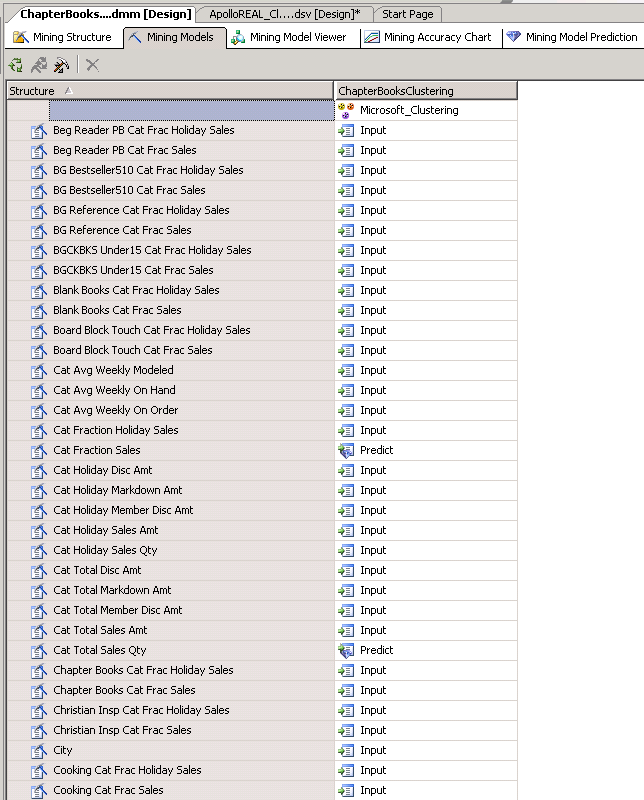 ChapterBooks....dmm [Design] ApolloREAL_Cl....dsv [Design]* Start Page
Mining Structure Mining Models Mining Model Viewer Mining Accuracy Chart Mining Model Prediction
Structure ChapterBooksClustering
Microsoft_Clustering
Beg Reader PB Cat Frac Holiday Sales Input
Beg Reader PB Cat Frac Sales Input
BG Bestseller510 Cat Frac Holiday Sales Input
BG Bestseller510 Cat Frac Sales Input
BG Reference Cat Frac Holiday Sales Input
BG Reference Cat Frac Sales Input
BGCKBKS Under15 Cat Frac Holiday Sales Input
BGCKBKS Under15 Cat Frac Sales Input
Blank Books Cat Frac Holiday Sales Input
Blank Books Cat Frac Sales Input
Board Block Touch Cat Frac Holiday Sales Input
Board Block Touch Cat Frac Sales Input
Cat Avg Weekly Modeled Input
Cat Avg Weekly On Hand Input
Cat Avg Weekly On Order Input
Cat Fraction Holiday Sales Input
Cat Fraction Sales Predict
Cat Holiday Disc Amt Input
Cat Holiday Markdown Amt Input
Cat Holiday Member Disc Amt Input
Cat Holiday Sales Amt Input
Cat Holiday Sales Qty Input
Cat Total Disc Amt Input
Cat Total Markdown Amt Input
Cat Total Member Disc Amt Input
Cat Total Sales Amt Input
Cat Total Sales Qty Predict
Chapter Books Cat Frac Holiday Sales Input
Chapter Books Cat Frac Sales Input
Christian Insp Cat Frac Holiday Sales Input
Christian Insp Cat Frac Sales Input
City Input
Cooking Cat Frac Holiday Sales Input
Cooking Cat Frac Sales Input